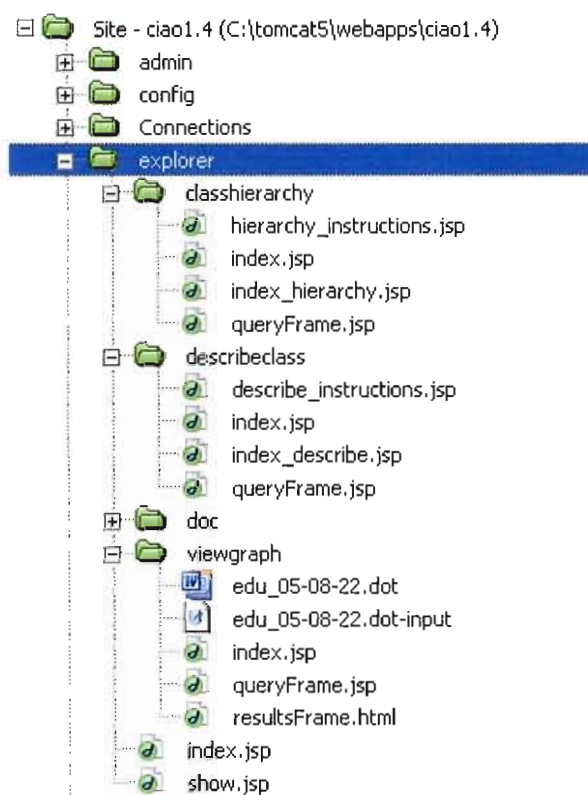 Site - ciao1.4 (C:\tomcat5\webapps\ciao1.4)
admin
config
Connections
explorer
classhierarchy
hierarchy_instructions.jsp
index.jsp
index_hierarchy.jsp
queryFrame.jsp
describeclass
describe_instructions.jsp
index.jsp
index_describe.jsp
queryFrame.jsp
doc
viewgraph
edu_05-08-22.dot
edu_05-08-22.dot-input
index.jsp
queryFrame.jsp
resultsFrame.html
index.jsp
show.jsp